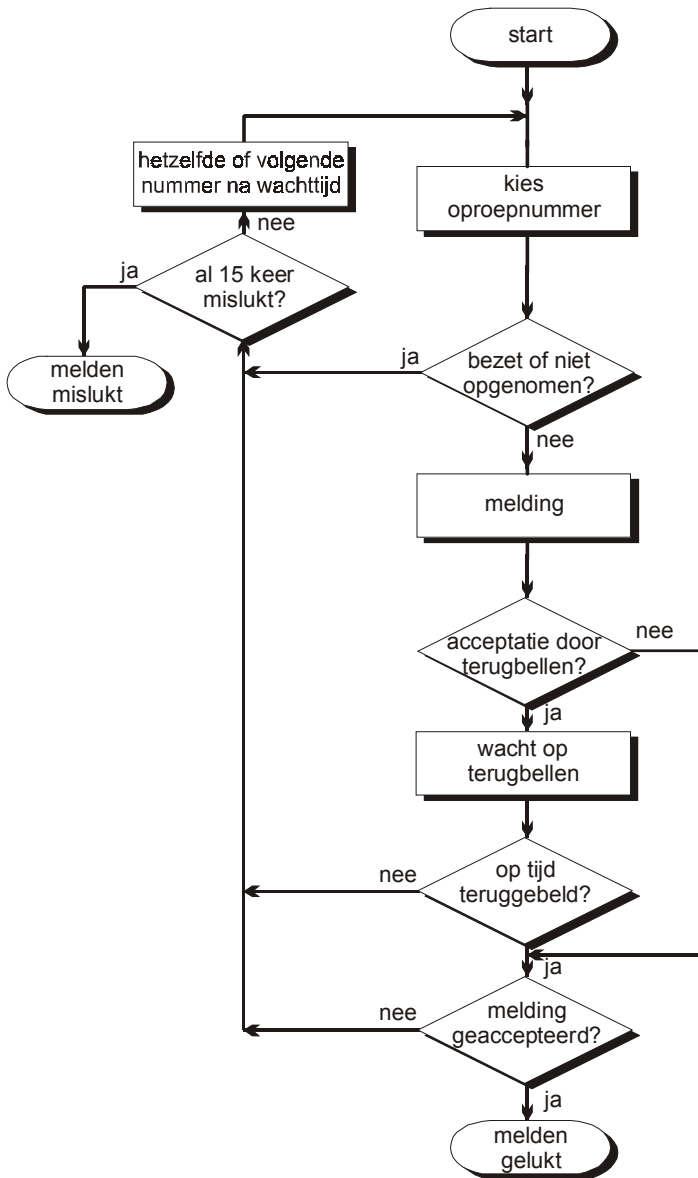 start
hetzelfde of volgende
nummer na wachttijd
kies
oproepnummer
nee
ja
al 15 keer
mislukt?
melden
mislukt
ja
bezet of niet
opgenomen?
nee
melding
acceptatie door
terugbellen?
nee
ja
wacht op
terugbellen
nee
op tijd
teruggebeld?
ja
nee
melding
geaccepteerd?
ja
melden
gelukt